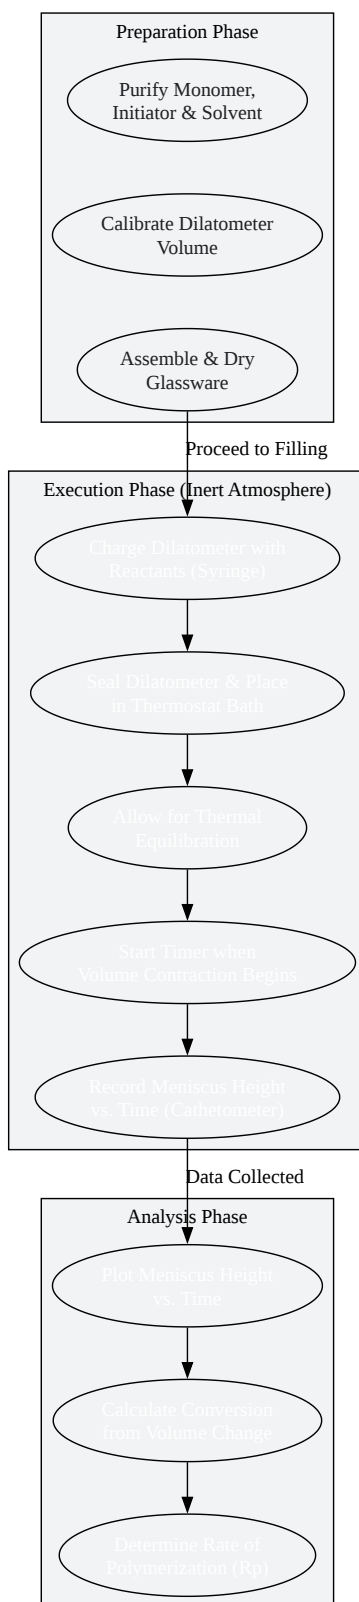 Preparation Phase
Purify Monomer,
Initiator & Solvent
Calibrate Dilatometer
Volume
Assemble & Dry
Glassware
Proceed to Filling
Execution Phase (Inert Atmosphere)
Charge Dilatometer with
Reactants (Syringe)
Seal Dilatometer & Place
in Thermostat Bath
Allow for Thermal
Equilibration
Start Timer when
Volume Contraction Begins
Record Meniscus Height
vs. Time (Cathetometer)
Data Collected
Analysis Phase
Plot Meniscus Height
vs. Time
Calculate Conversion
from Volume Change
Determine Rate of
Polymerization (Rp)